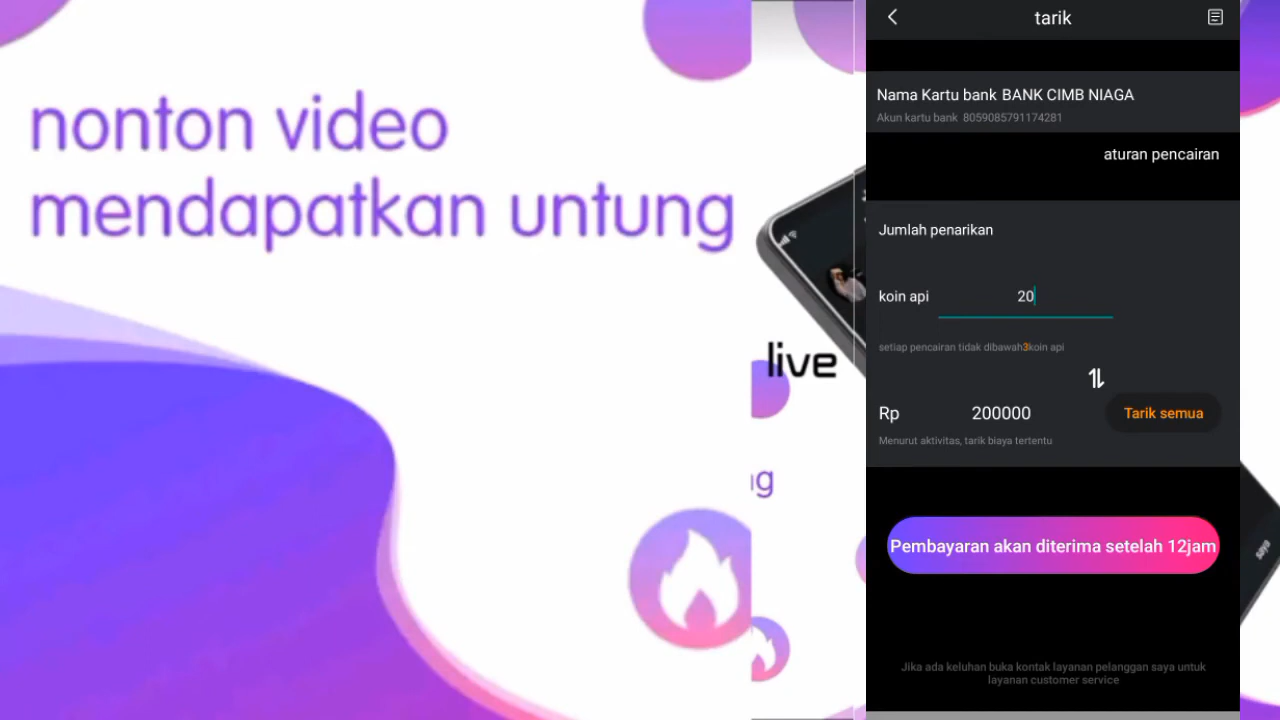 nonton video
mendapatkan untung
live
ng
tarik
Nama Kartu bank BANK CIMB NIAGA
Akun kartu bank 8059085791174281
aturan pencairan
Jumlah penarikan
koin api 20
setiap pencairan tidak dibawah3koin api
Rp 200000 Tarik semua
Menurut aktivitas, tarik biaya tertentu
Pembayaran akan diterima setelah 12jam
Jika ada keluhan buka kontak layanan pelanggan saya untuk
layanan customer service
saya